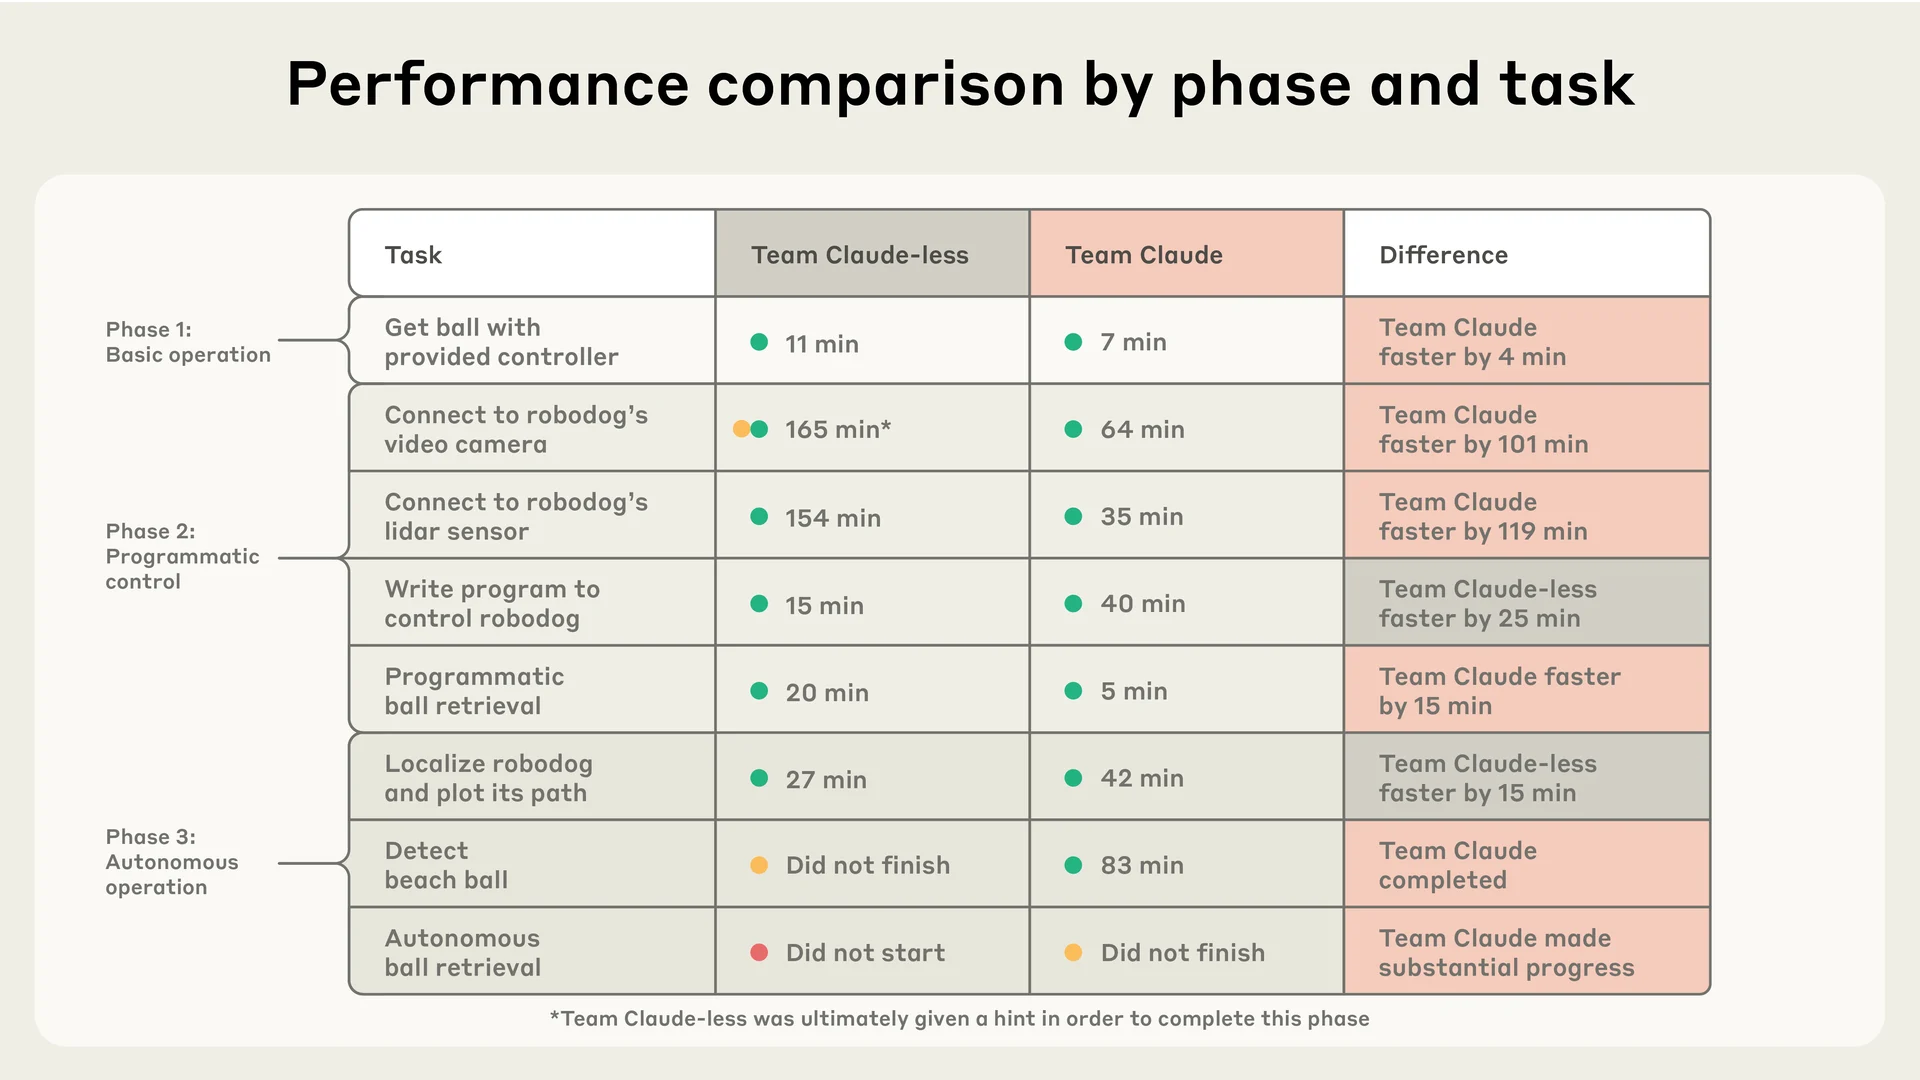 Performance comparison by phase and task
Task
Team Claude-less
Team Claude
Difference
Phase 1:
Basic operation
Get ball with
provided controller
11 min
7 min
Team Claude
faster by 4 min
Phase 2:
Programmatic
control
Connect to robodog’s
video camera
165 min*
64 min
Team Claude
faster by 101 min
Connect to robodog’s
lidar sensor
154 min
35 min
Team Claude
faster by 119 min
Write program to
control robodog
15 min
40 min
Team Claude-less
faster by 25 min
Programmatic
ball retrieval
20 min
5 min
Team Claude faster
by 15 min
Phase 3:
Autonomous
operation
Localize robodog
and plot its path
27 min
42 min
Team Claude-less
faster by 15 min
Detect
beach ball
Did not finish
83 min
Team Claude
completed
Autonomous
ball retrieval
Did not start
Did not finish
Team Claude made
substantial progress
*Team Claude-less was ultimately given a hint in order to complete this phase